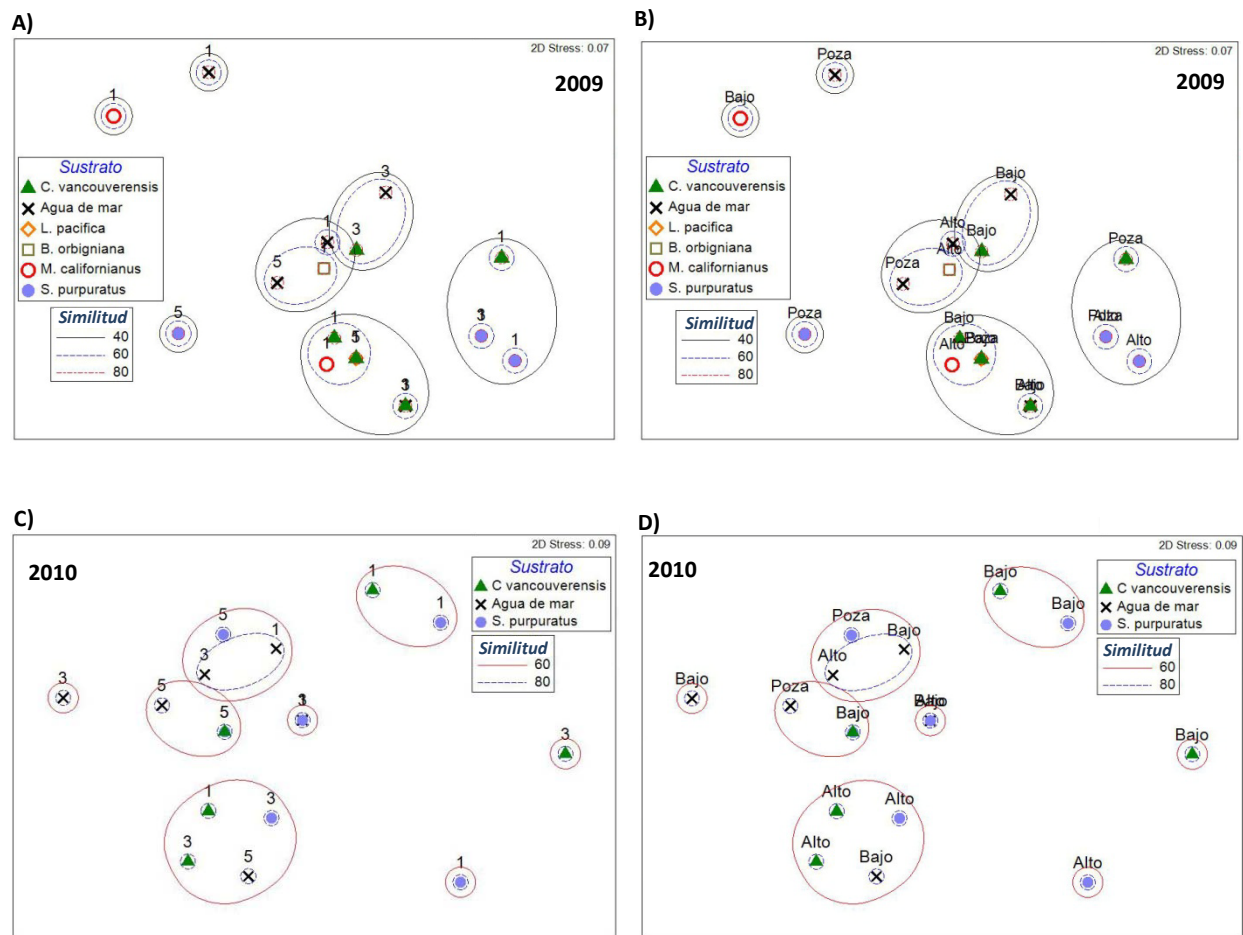 A)
2D Stress: 0.07
2009
1
1
3
1
3
1
5
5
1
1
3
1
Sustrato
C. vancouverensis
Agua de mar
L. pacifica
B. orbigniana
M. californianus
S. purpuratus
Similitud
40
60
80
B)
2D Stress: 0.07
2009
Poza
Bajo
Bajo
Alto
Bajo
Alto
Poza
Poza
Poza
Bajo
Alto
Alto
Alto
Sustrato
C. vancouverensis
Agua de mar
L. pacifica
B. orbigniana
M. californianus
S. purpuratus
Similitud
40
60
80
C)
2D Stress: 0.09
2010
1
1
5
1
3
3
5
5
3
1
3
3
5
1
Sustrato
C vancouverensis
Agua de mar
S. purpuratus
Similitud
60
80
D)
2D Stress: 0.09
2010
Bajo
Bajo
Poza
Bajo
Alto
Bajo
Poza
Bajo
Bajo
Alto
Alto
Alto
Bajo
Alto
Sustrato
C vancouverensis
Agua de mar
S. purpuratus
Similitud
60
80